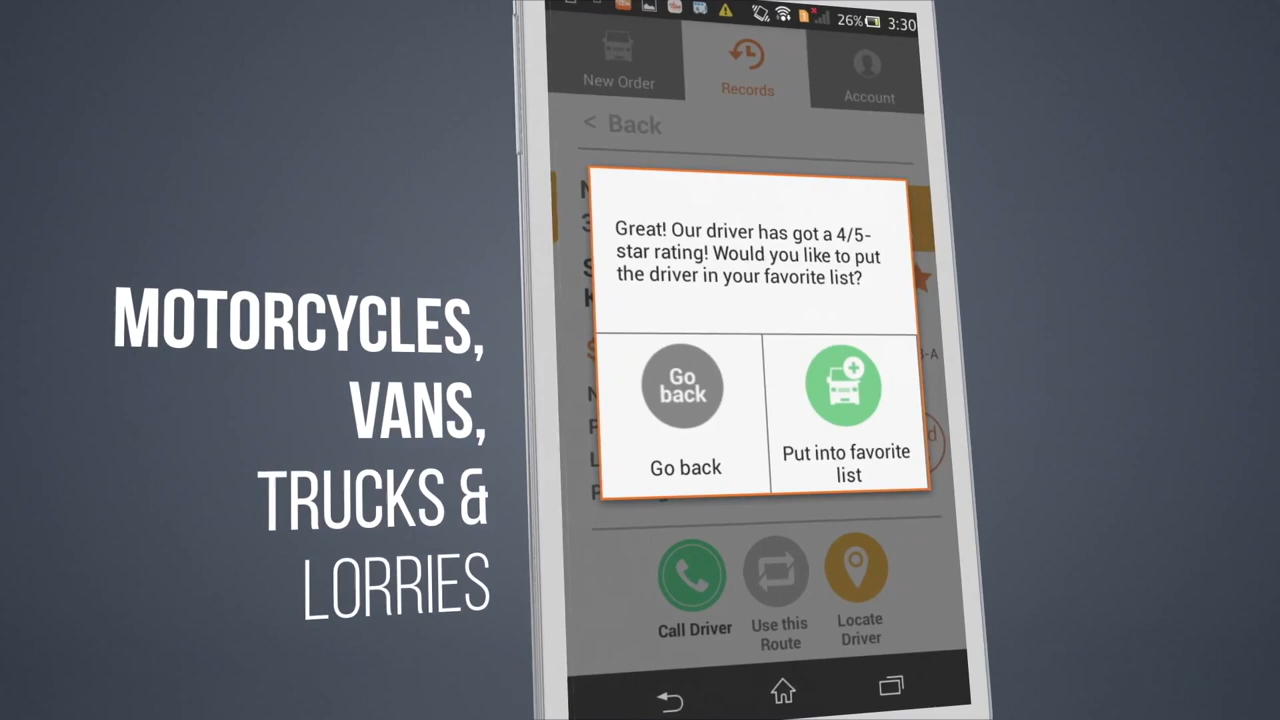 26% 3:30
New Order
Records
Account
< Back
Great! Our driver has got a 4/5-
star rating! Would you like to put
the driver in your favorite list?
Go
back
Go back
Put into favorite
list
Call Driver
Use this
Route
Locate
Driver
MOTORCYCLES,
VANS,
TRUCKS &
LORRIES